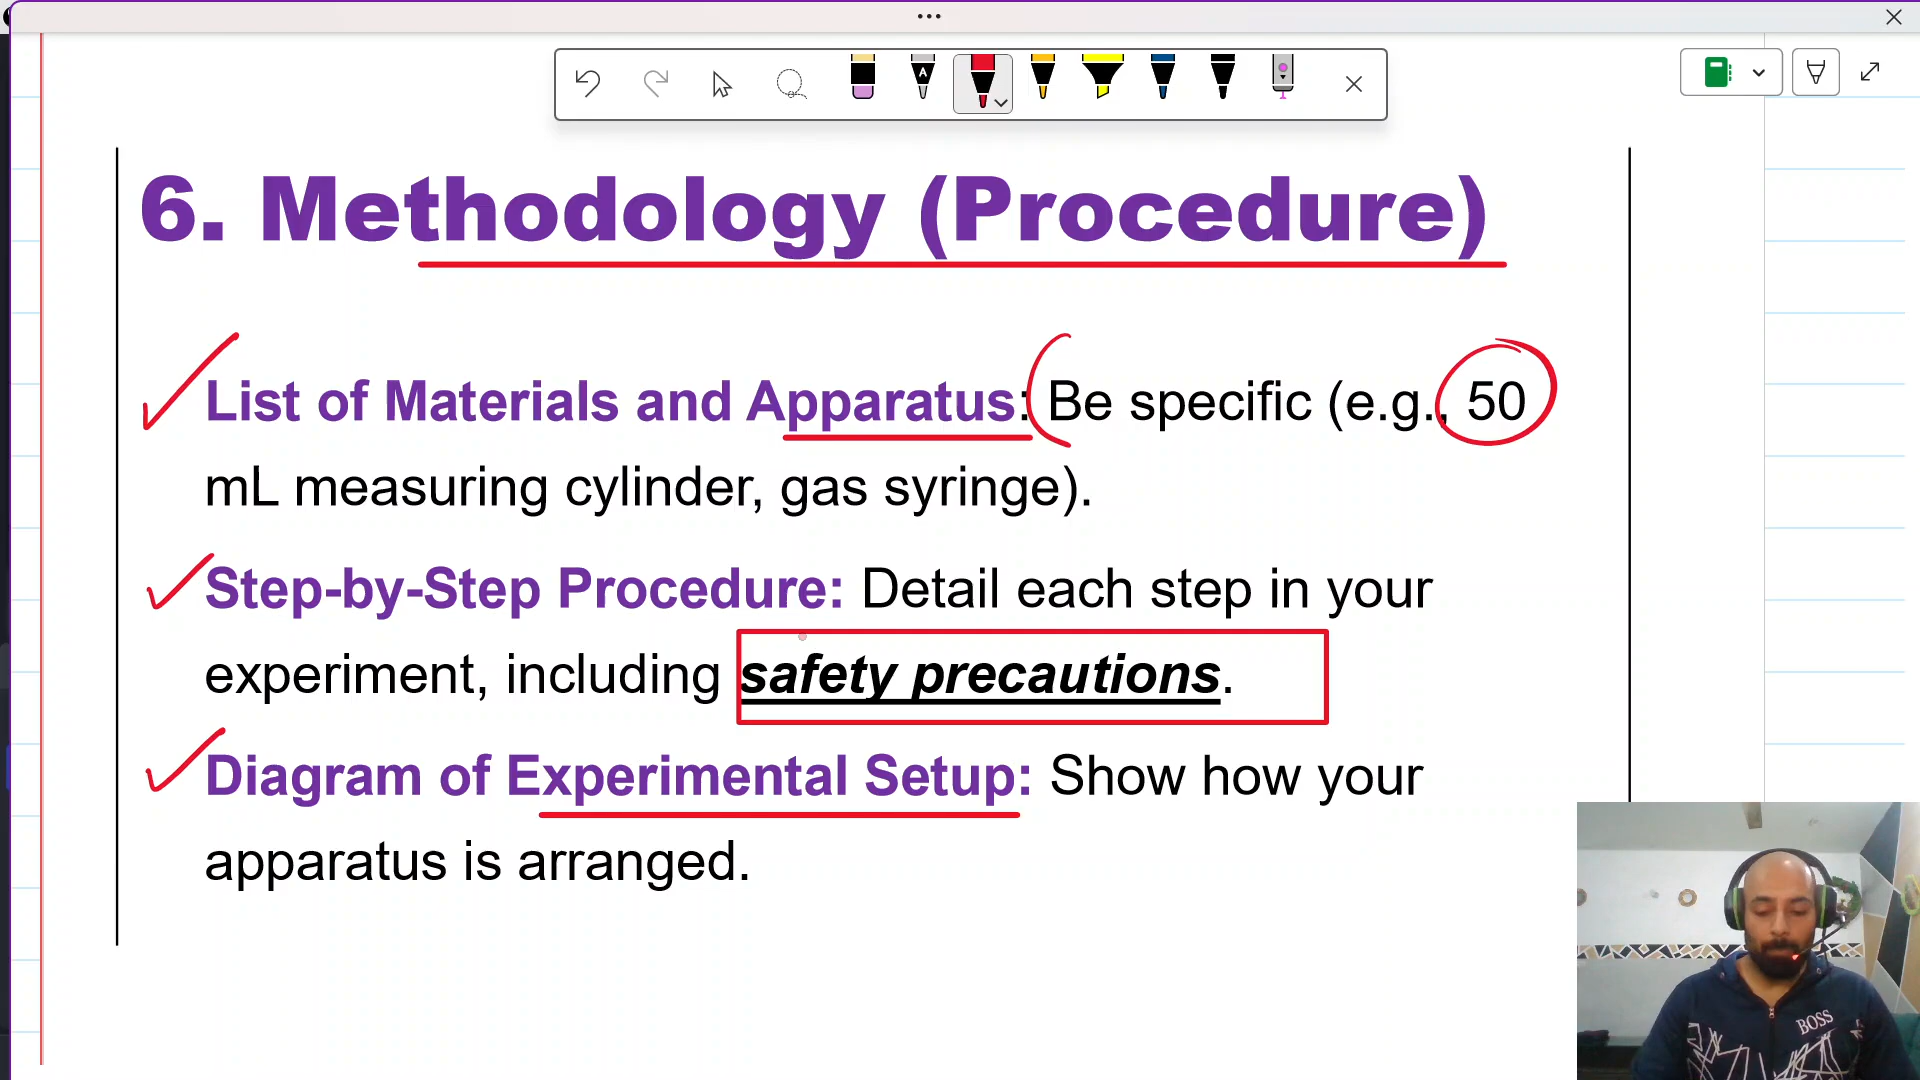 6. Methodology (Procedure)
List of Materials and Apparatus: Be specific (e.g., 50
mL measuring cylinder, gas syringe).
Step-by-Step Procedure: Detail each step in your
experiment, including safety precautions.
Diagram of Experimental Setup: Show how your
apparatus is arranged.
A
BOSS